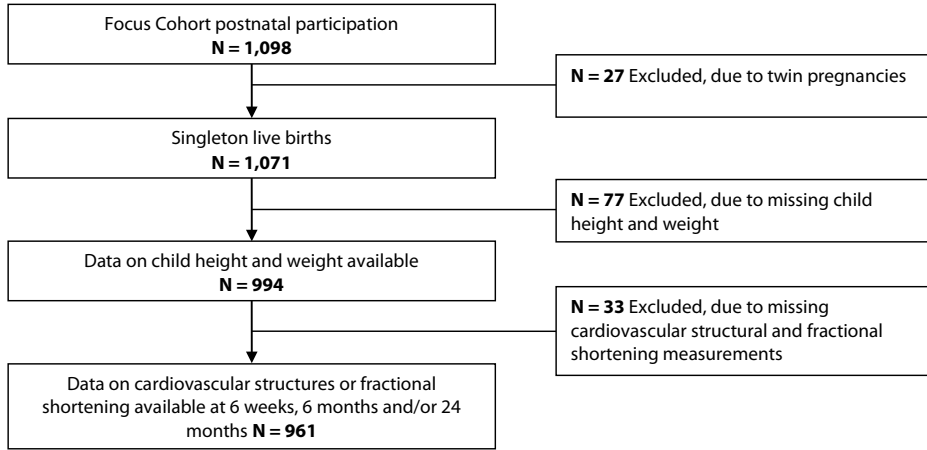 Focus Cohort postnatal participation
N = 1,098
N = 27 Excluded, due to twin pregnancies
Singleton live births
N = 1,071
N = 77 Excluded, due to missing child
height and weight
Data on child height and weight available
N = 994
N = 33 Excluded, due to missing
cardiovascular structural and fractional
shortening measurements
Data on cardiovascular structures or fractional
shortening available at 6 weeks, 6 months and/or 24
months N = 961